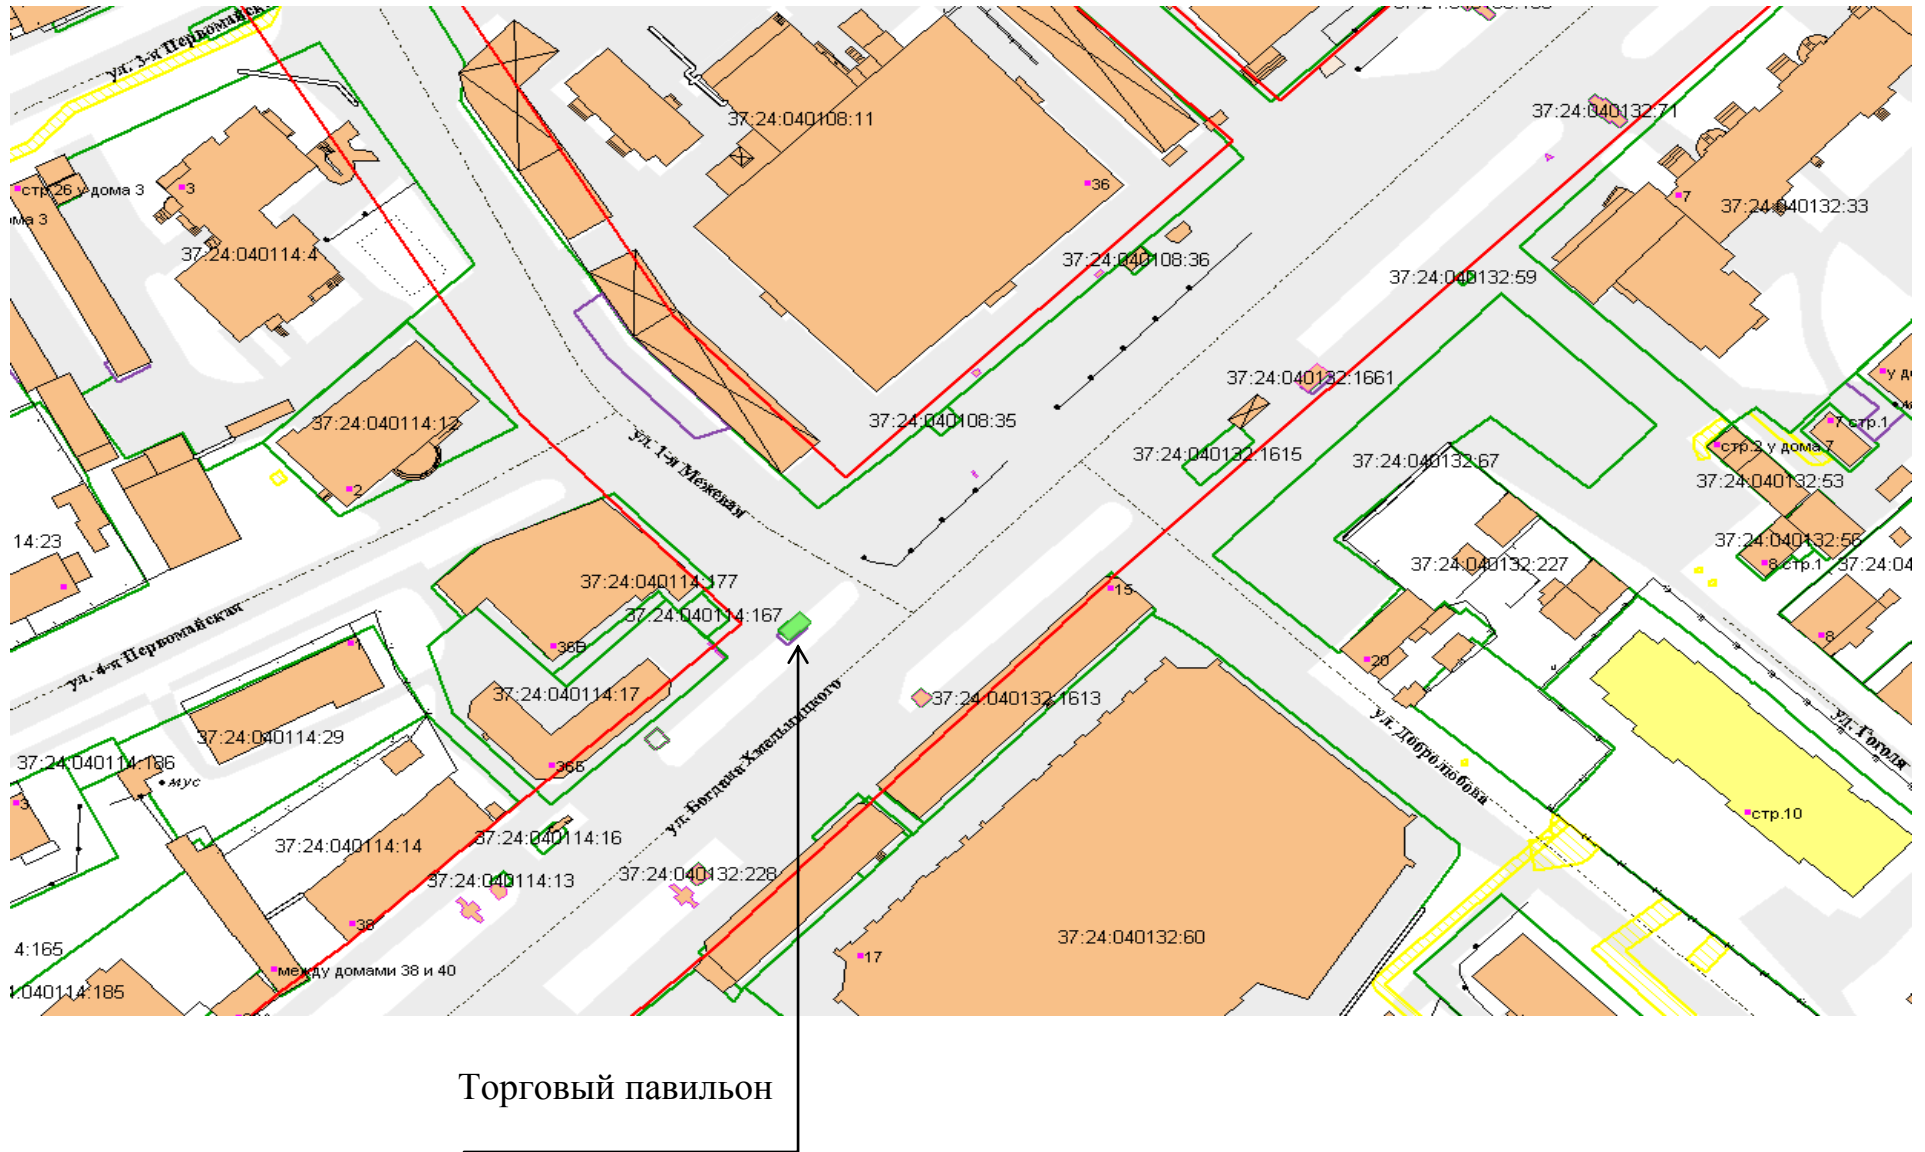 ул. 3-я Первомайск
37:24:040108:11
37:24:040132:71
стр.26 у дома 3
3
36
7
ома 3
37:24:040132:33
37:24:040114:4
37:24:040108:36
37:24:040132:59
37:24:040132:1661
у д
37:24:040114:12
37:24:040108:35
7 стр.1
ул. 1-я Межевая
37:24:040132:1615
37:24:040132:67
стр.2 у дома 7
37:24:040132:53
2
14:23
37:24:040132:56
37:24:040114:177
37:24:040132:227
8 стр.1
37:24:04
15
37:24:040114:167
ул. 4-я Первомайская
1
36В
8
20
37:24:040114:17
37:24:040132:1613
ул. Добролюбова
ул. Гоголя
37:24:040114:29
ул. Богдана Хмельницкого
37:24:040114:186
36Б
мус
3
стр.10
37:24:040114:14
37:24:040114:16
37:24:040114:13
37:24:040132:228
38
4:165
37:24:040132:60
17
между домами 38 и 40
4:040114:185
Торговый павильон